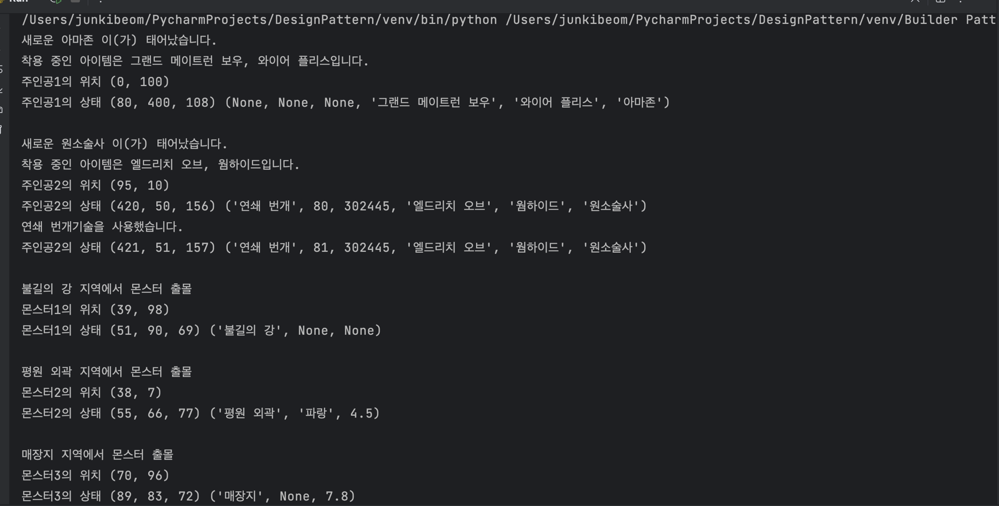 Run
/Users/junkibeom/PycharmProjects/DesignPattern/venv/bin/python /Users/junkibeom/PycharmProjects/DesignPattern/venv/Builder Patt
새로운 아마존 이(가) 태어났습니다.
착용 중인 아이템은 그랜드 메이트런 보우, 와이어 플리스입니다.
주인공1의 위치 (0, 100)
주인공1의 상태 (80, 400, 108) (None, None, None, '그랜드 메이트런 보우', '와이어 플리스', '아마존')
새로운 원소술사 이(가) 태어났습니다.
착용 중인 아이템은 엘드리치 오브, 웜하이드입니다.
주인공2의 위치 (95, 10)
주인공2의 상태 (420, 50, 156) ('연쇄 번개', 80, 302445, '엘드리치 오브', '웜하이드', '원소술사')
연쇄 번개기술을 사용했습니다.
주인공2의 상태 (421, 51, 157) ('연쇄 번개', 81, 302445, '엘드리치 오브', '웜하이드', '원소술사')
불길의 강 지역에서 몬스터 출몰
몬스터1의 위치 (39, 98)
몬스터1의 상태 (51, 90, 69) ('불길의 강', None, None)
평원 외곽 지역에서 몬스터 출몰
몬스터2의 위치 (38, 7)
몬스터2의 상태 (55, 66, 77) ('평원 외곽', '파랑', 4.5)
매장지 지역에서 몬스터 출몰
몬스터3의 위치 (70, 96)
몬스터3의 상태 (89, 83, 72) ('매장지', None, 7.8)